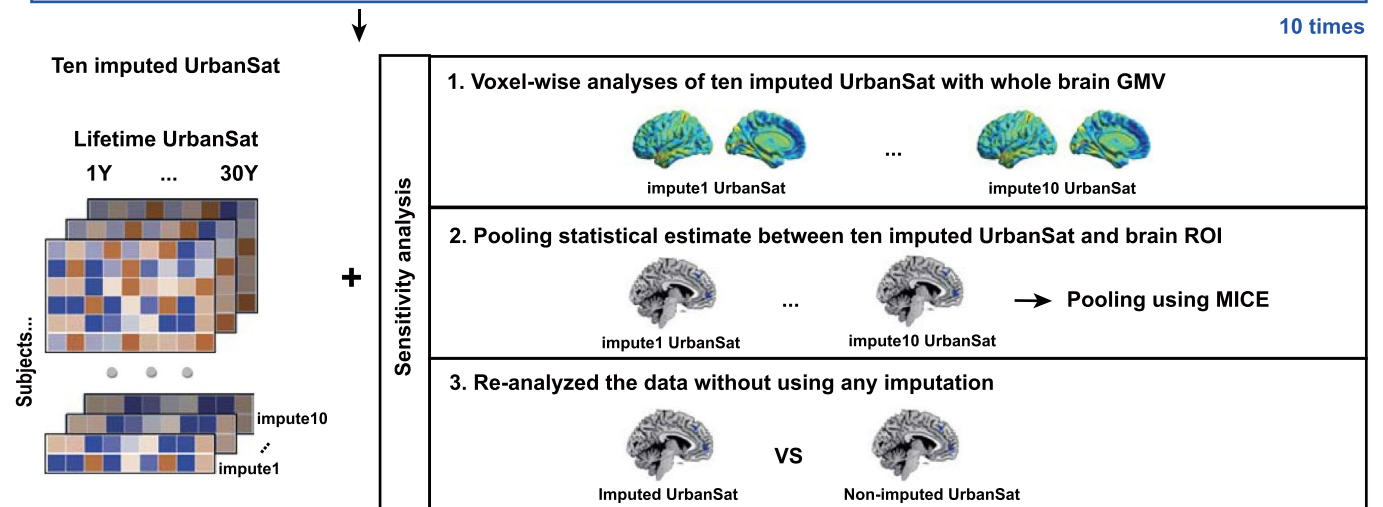 10 times
Ten imputed UrbanSat
Lifetime UrbanSat
1Y ... 30Y
Subjects...
impute10
...
impute1
+
Sensitivity analysis
1. Voxel-wise analyses of ten imputed UrbanSat with whole brain GMV
...
impute1 UrbanSat
impute10 UrbanSat
2. Pooling statistical estimate between ten imputed UrbanSat and brain ROI
...
Pooling using MICE
impute1 UrbanSat
impute10 UrbanSat
3. Re-analyzed the data without using any imputation
VS
Imputed UrbanSat
Non-imputed UrbanSat